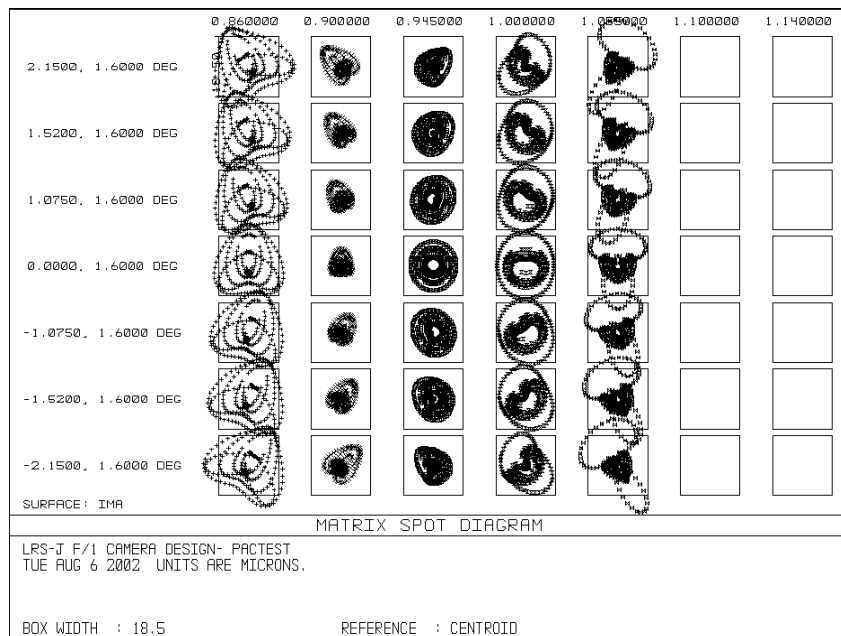 0.860000 0.900000 0.945000 1.000000 1.100000 1.140000
2.1500, 1.6000 DEG
1.5200, 1.6000 DEG
1.0750, 1.6000 DEG
0.0000, 1.6000 DEG
-1.0750, 1.6000 DEG
-1.5200, 1.6000 DEG
-2.1500, 1.6000 DEG
SURFACE: IMA
MATRIX SPOT DIAGRAM
LRS-J F/1 CAMERA DESIGN- PACTEST
TUE AUG 6 2002 UNITS ARE MICRONS.
BOX WIDTH : 18.5 REFERENCE : CENTROID